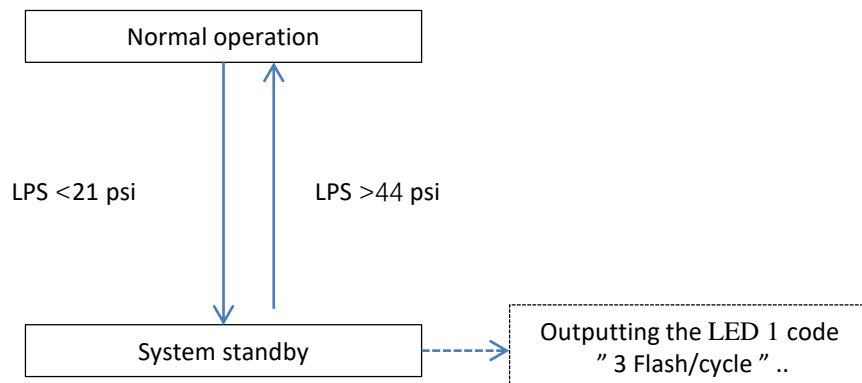 Normal operation
LPS <21 psi
LPS >44 psi
System standby
Outputting the LED 1 code
” 3 Flash/cycle ” ..